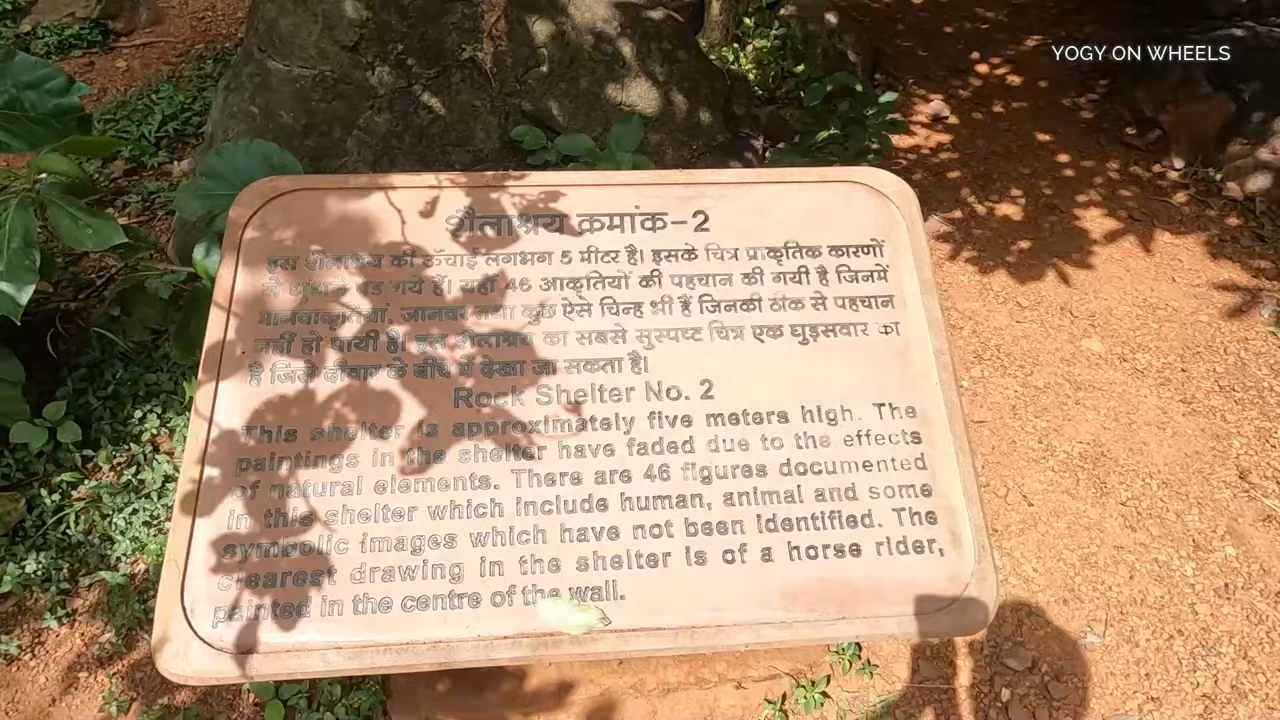 YOGY ON WHEELS
शैलाश्रय क्रमांक-2
इस शैलाश्रय की ऊँचाई लगभग 5 मीटर है। इसके चित्र प्राकृतिक कारणों
से धुंधले पड़ गये हैं। यहाँ 46 आकृतियों की पहचान की गयी है जिनमें
मानवाकृतियां, जानवर तथा कुछ ऐसे चिन्ह भी हैं जिनकी ठीक से पहचान
नहीं हो पायी है। इस शैलाश्रय का सबसे सुस्पष्ट चित्र एक घुड़सवार का
है जिसे दीवार के बीच में देखा जा सकता है।
Rock Shelter No. 2
This shelter is approximately five meters high. The
paintings in the shelter have faded due to the effects
of natural elements. There are 46 figures documented
in this shelter which include human, animal and some
symbolic images which have not been identified. The
clearest drawing in the shelter is of a horse rider,
painted in the centre of the wall.